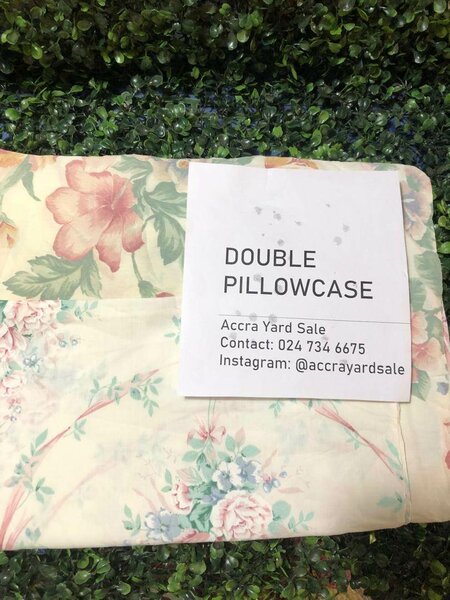 DOUBLE
PILLOWCASE
Accra Yard Sale
Contact: 024 734 6675
Instagram: @accrayardsale